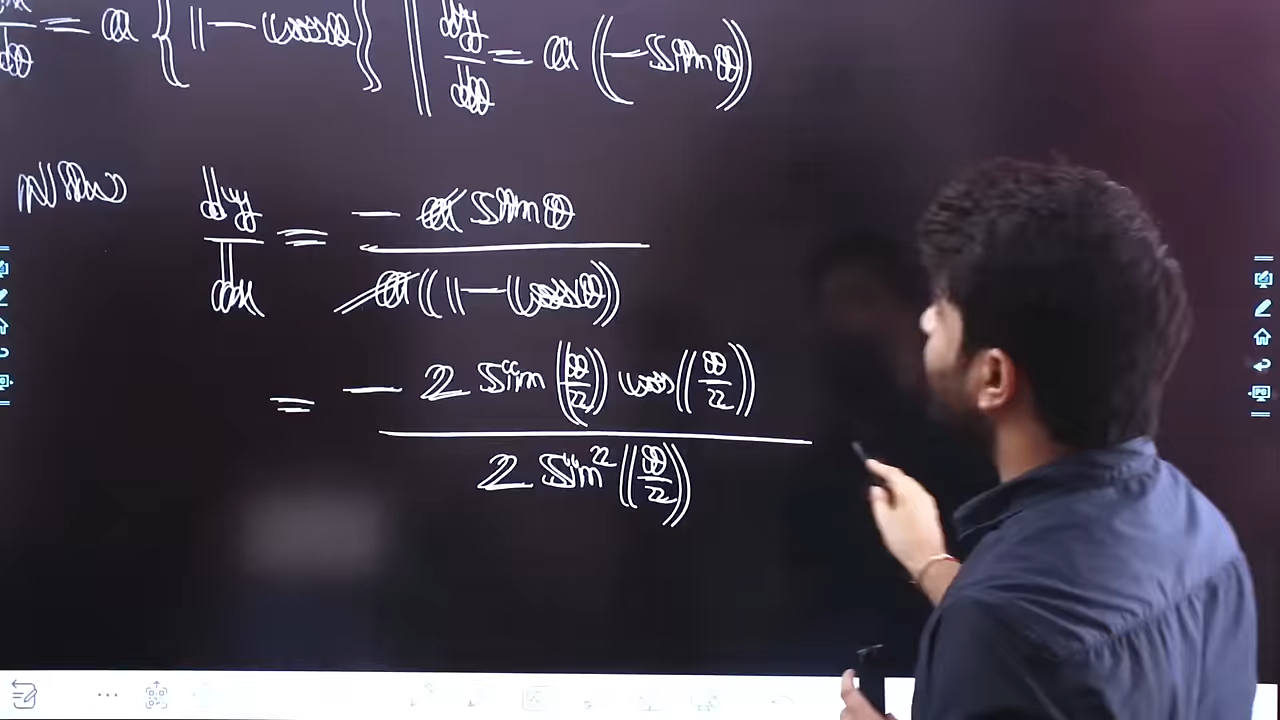 dx/dθ = a {1 - cosθ} || dy/dθ = a (-sinθ)
Now dy/dx = - a sinθ / a(1 - cosθ)
= - 2 sin(θ/2) cos(θ/2) / 2 sin²(θ/2)